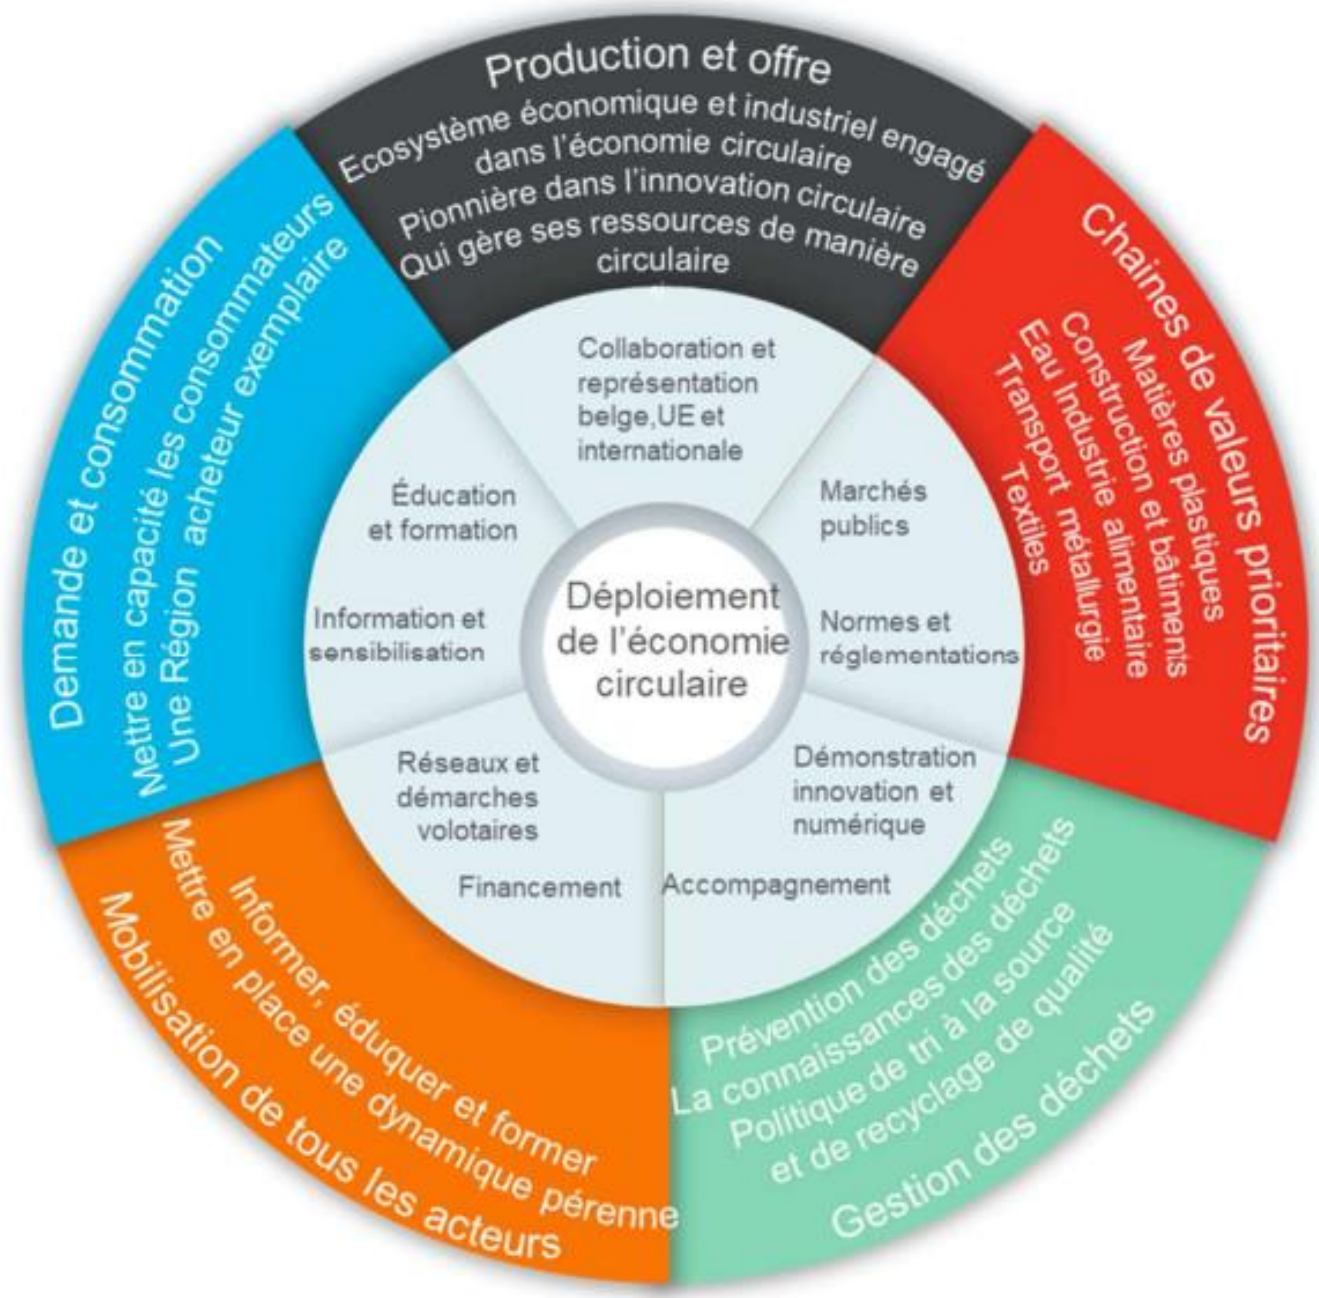 Production et offre
Ecosystème économique et industriel engagé
dans l'économie circulaire
Pionnière dans l'innovation circulaire
Qui gère ses ressources de manière
circulaire
Chaines de valeurs prioritaires
Matières plastiques
Construction et bâtimenis
Eau Industrie alimentaire
Transport métallurgie
Textiles
Prévention des déchets
La connaissances des déchets
Politique de tri à la source
et de recyclage de qualité
Gestion des déchets
Informer, éduquer et former
Mettre en place une dynamique pérenne
Mobilisation de tous les acteurs
Demande et consommation
Mettre en capacité les consommateurs
Une Région acheteur exemplaire
Collaboration et
représentation
belge,UE et
internationale
Marchés
publics
Normes et
réglementations
Démonstration
innovation et
numérique
Accompagnement
Financement
Réseaux et
démarches
volotaires
Information et
sensibilisation
Éducation
et formation
Déploiement
de l'économie
circulaire